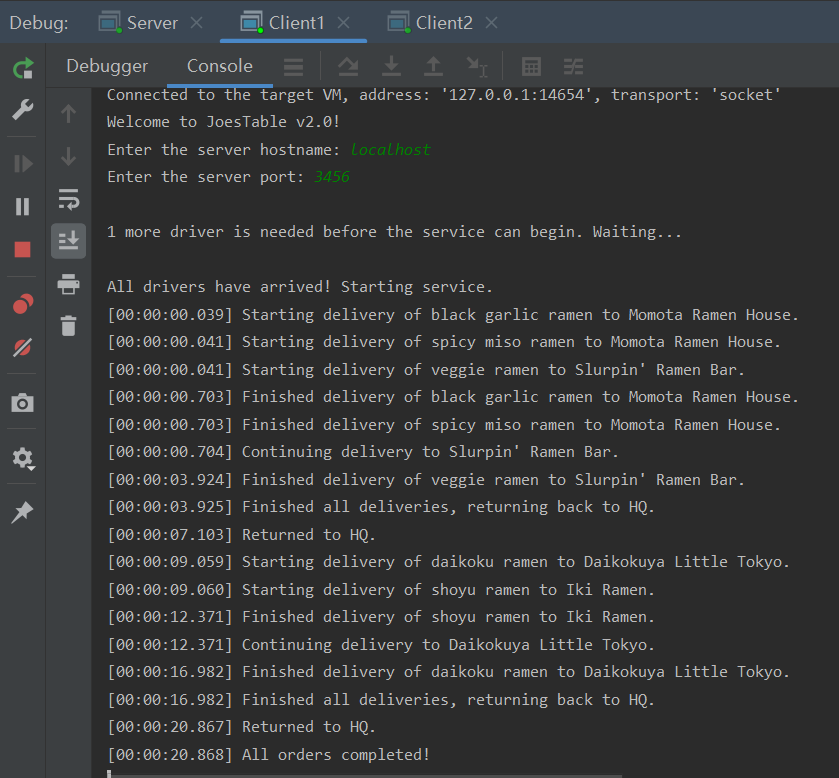 Debug: Server Client1 Client2
Debugger Console
Connected to the target VM, address: '127.0.0.1:14654', transport: 'socket'
Welcome to JoesTable v2.0!
Enter the server hostname: localhost
Enter the server port: 3456
1 more driver is needed before the service can begin. Waiting...
All drivers have arrived! Starting service.
[00:00:00.039] Starting delivery of black garlic ramen to Momota Ramen House.
[00:00:00.041] Starting delivery of spicy miso ramen to Momota Ramen House.
[00:00:00.041] Starting delivery of veggie ramen to Slurpin' Ramen Bar.
[00:00:00.703] Finished delivery of black garlic ramen to Momota Ramen House.
[00:00:00.703] Finished delivery of spicy miso ramen to Momota Ramen House.
[00:00:00.704] Continuing delivery to Slurpin' Ramen Bar.
[00:00:03.924] Finished delivery of veggie ramen to Slurpin' Ramen Bar.
[00:00:03.925] Finished all deliveries, returning back to HQ.
[00:00:07.103] Returned to HQ.
[00:00:09.059] Starting delivery of daikoku ramen to Daikokuya Little Tokyo.
[00:00:09.060] Starting delivery of shoyu ramen to Iki Ramen.
[00:00:12.371] Finished delivery of shoyu ramen to Iki Ramen.
[00:00:12.371] Continuing delivery to Daikokuya Little Tokyo.
[00:00:16.982] Finished delivery of daikoku ramen to Daikokuya Little Tokyo.
[00:00:16.982] Finished all deliveries, returning back to HQ.
[00:00:20.867] Returned to HQ.
[00:00:20.868] All orders completed!